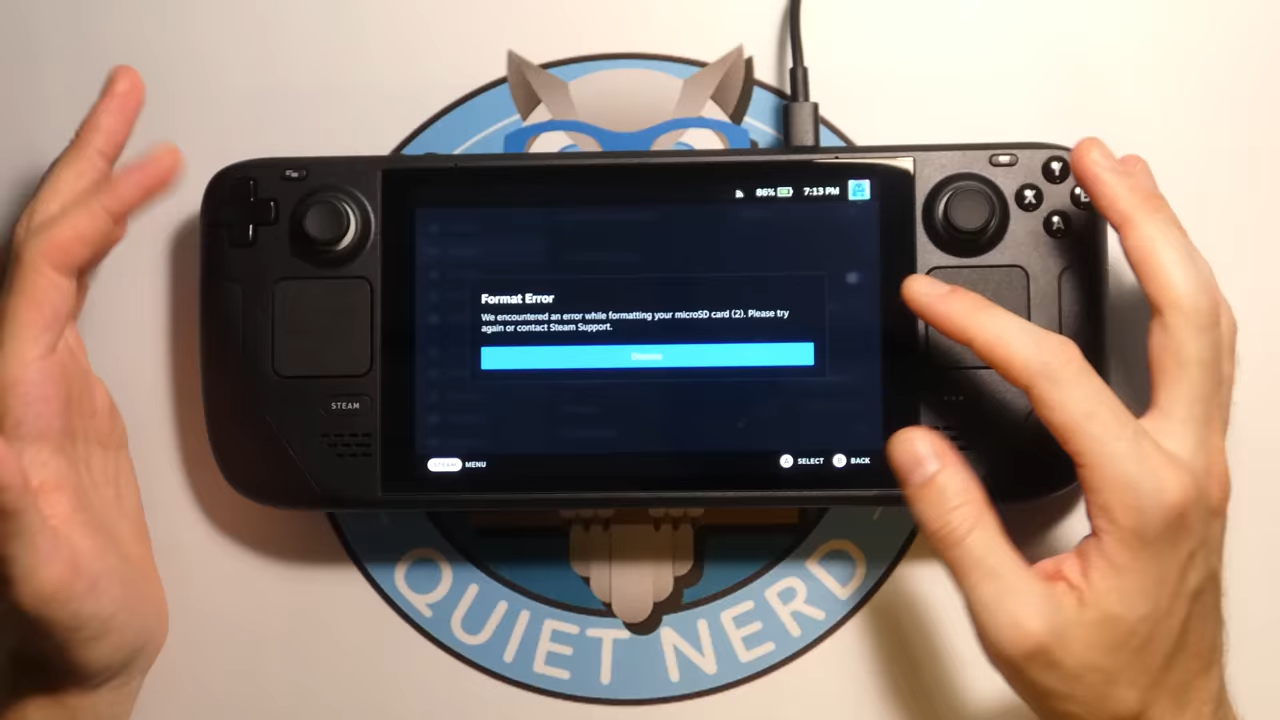 86% 7:13 PM
Y
X B
A
Format Error
We encountered an error while formatting your microSD card (2). Please try
again or contact Steam Support.
Dismiss
STEAM
STEAM MENU
A SELECT B BACK
QUIET NERD